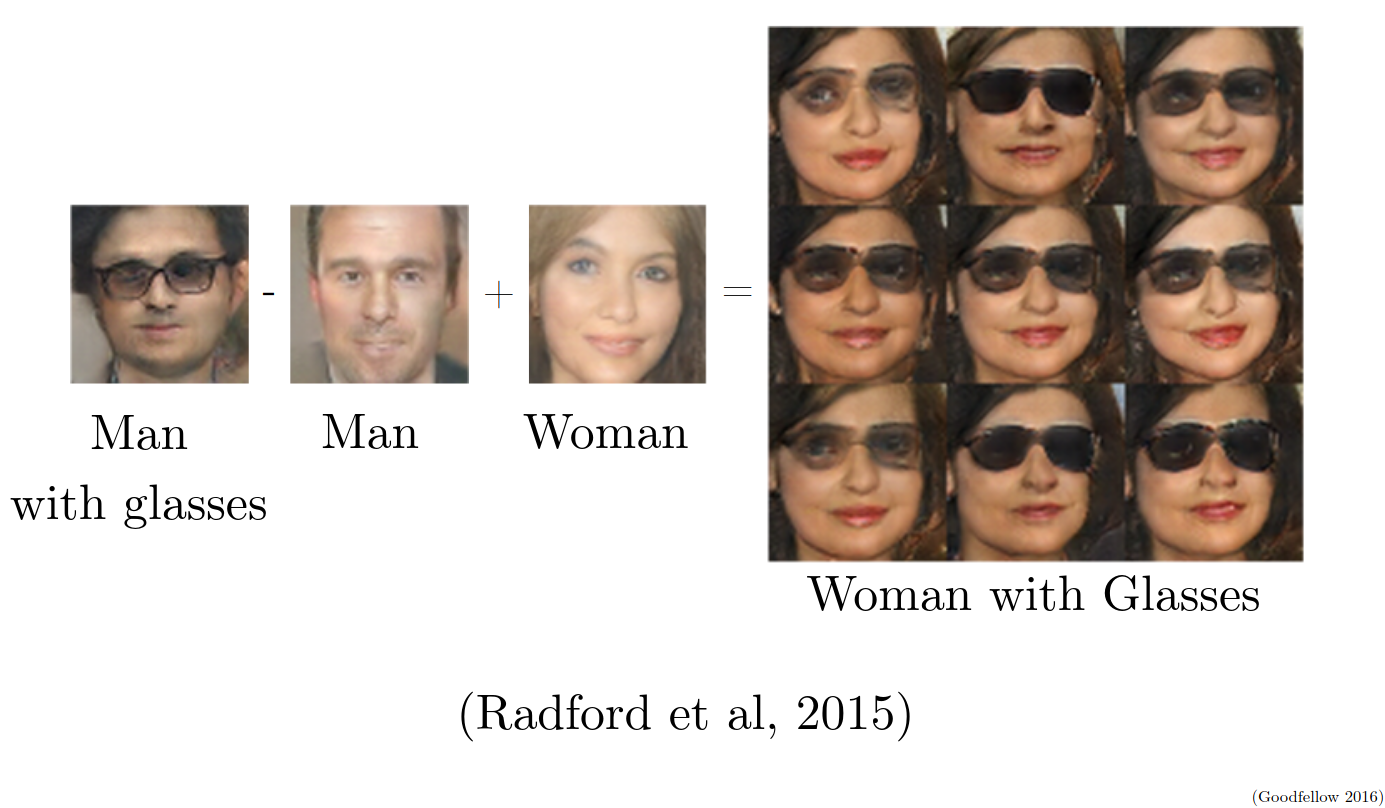 - + =
Man
with glasses
Man
Woman
Woman with Glasses
(Radford et al, 2015)
(Goodfellow 2016)